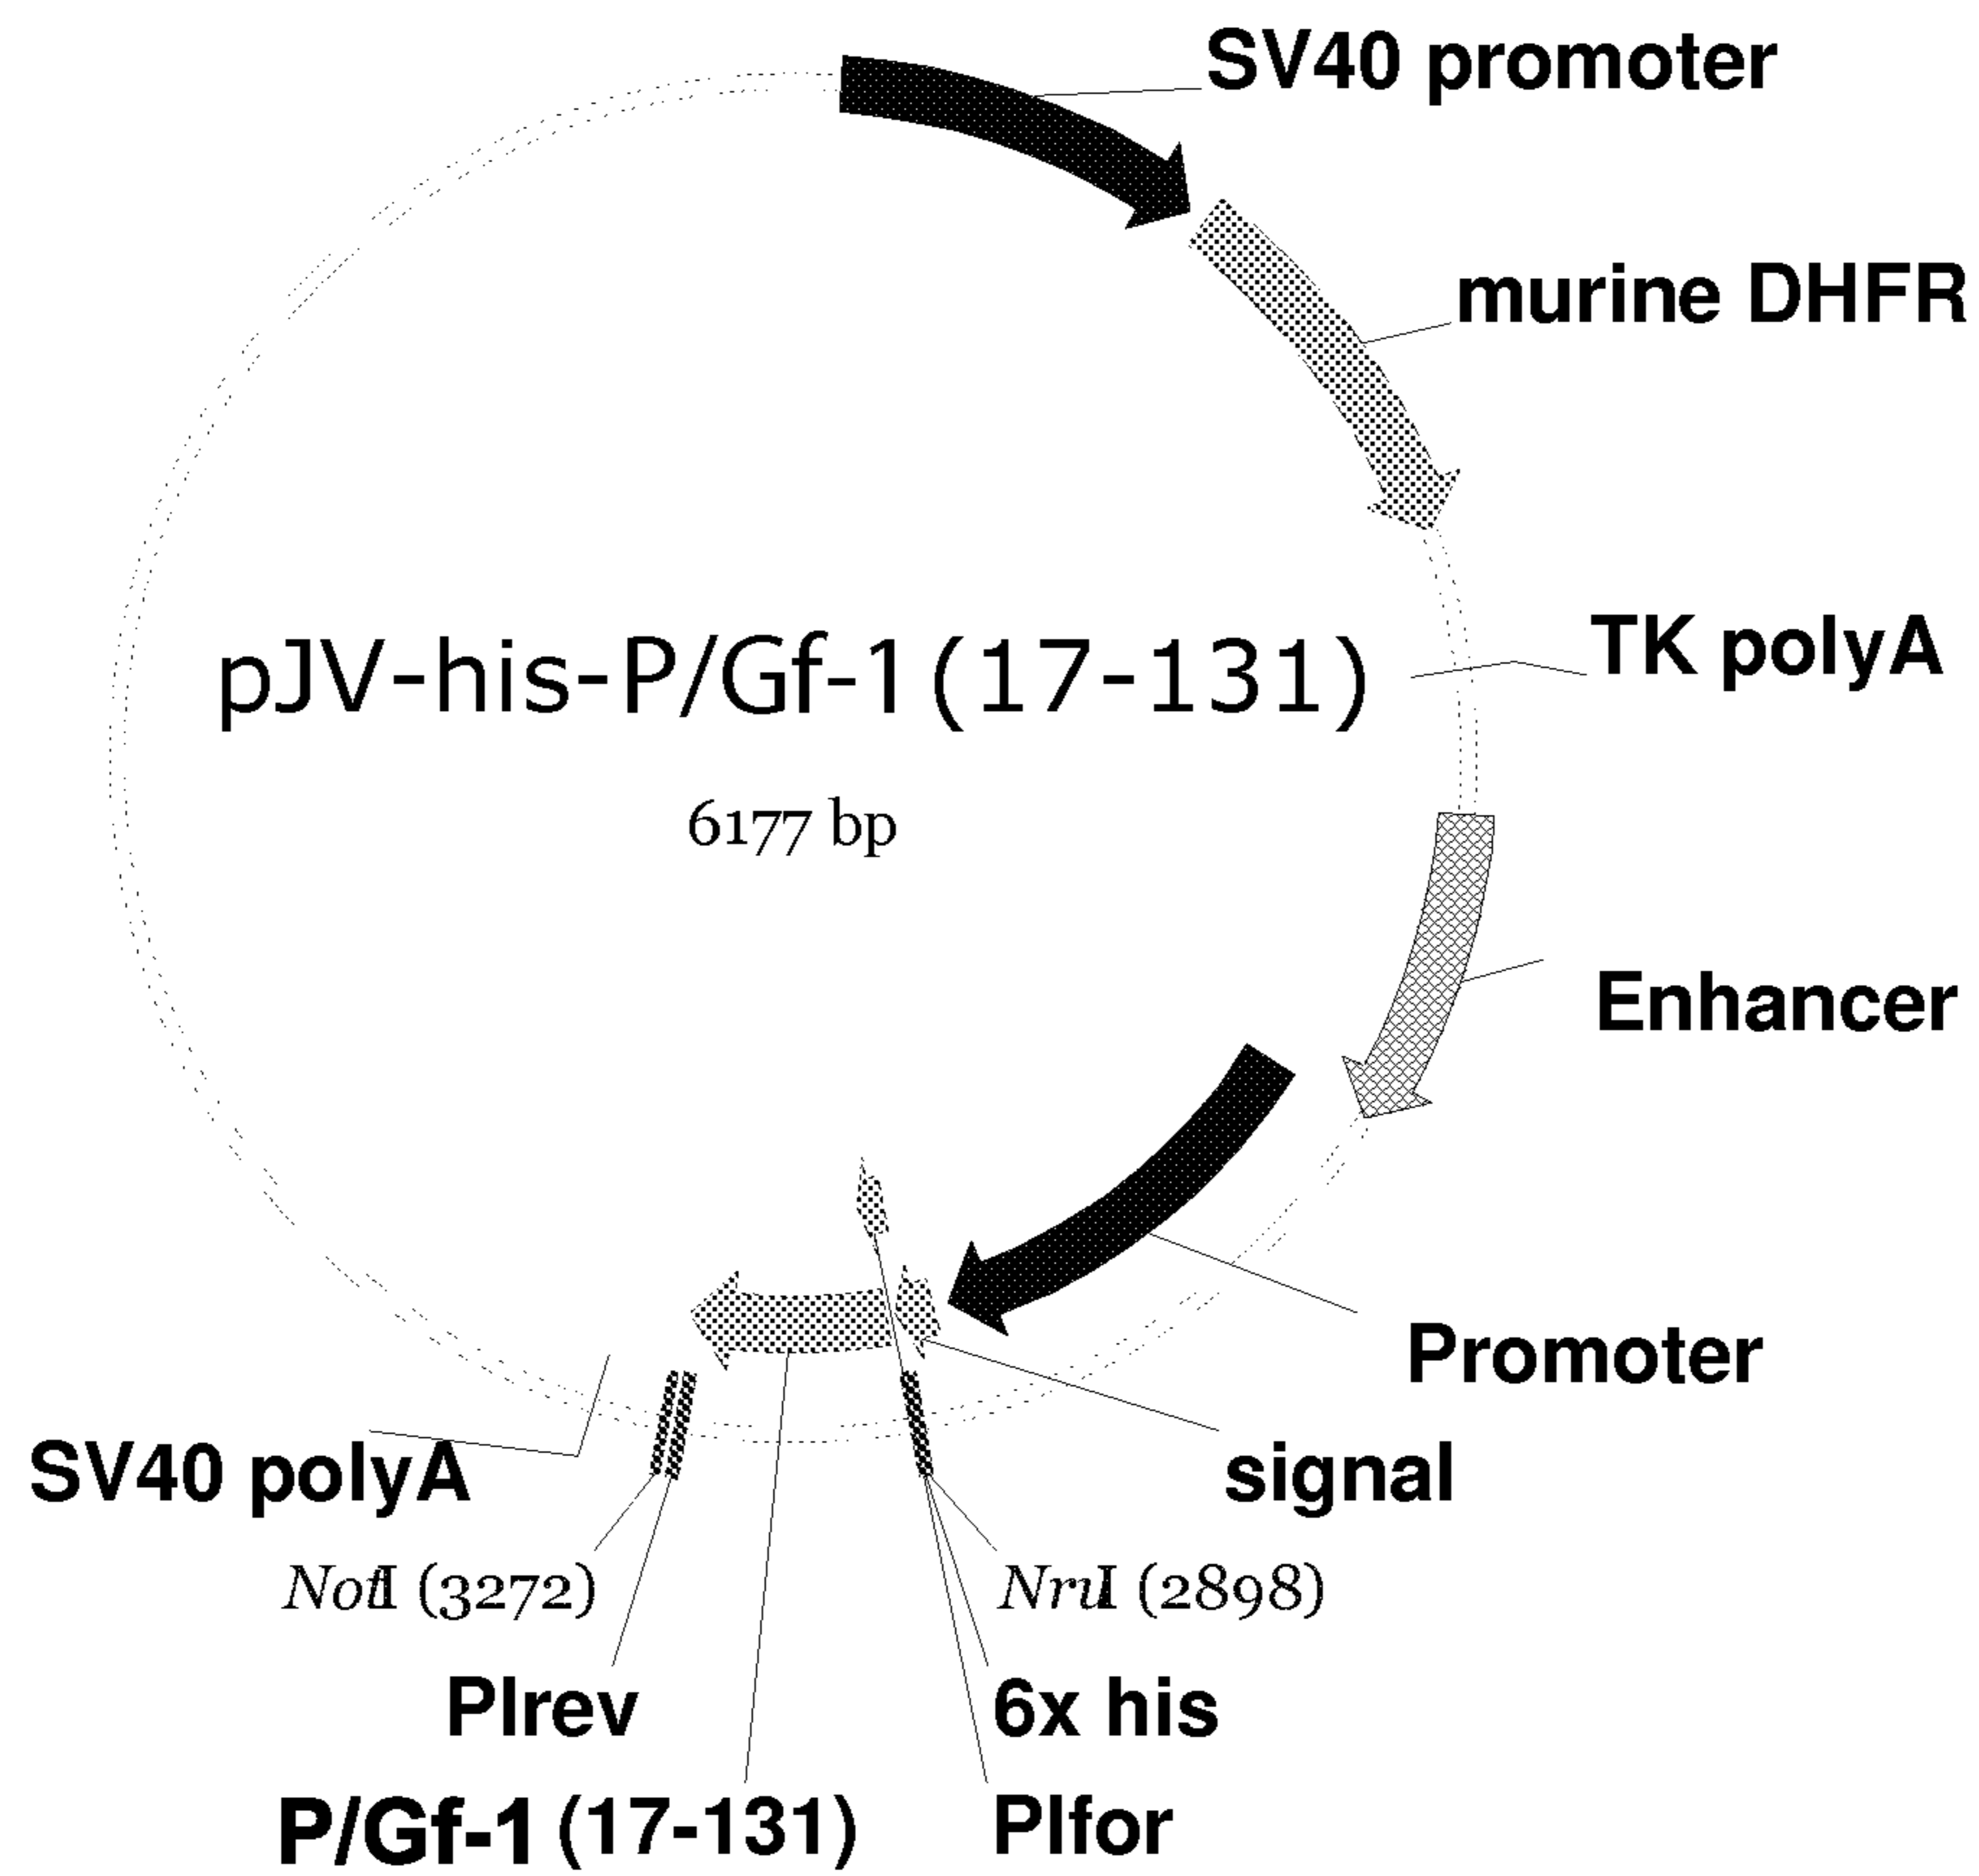 SV40 promoter
murine DHFR
TK polyA
pJV-his-P/Gf-1(17-131)
6177 bp
Enhancer
Promoter
signal
SV40 polyA
NotI (3272)
NruI (2898)
PIrev
6x his
P/Gf-1 (17-131)
PIfor